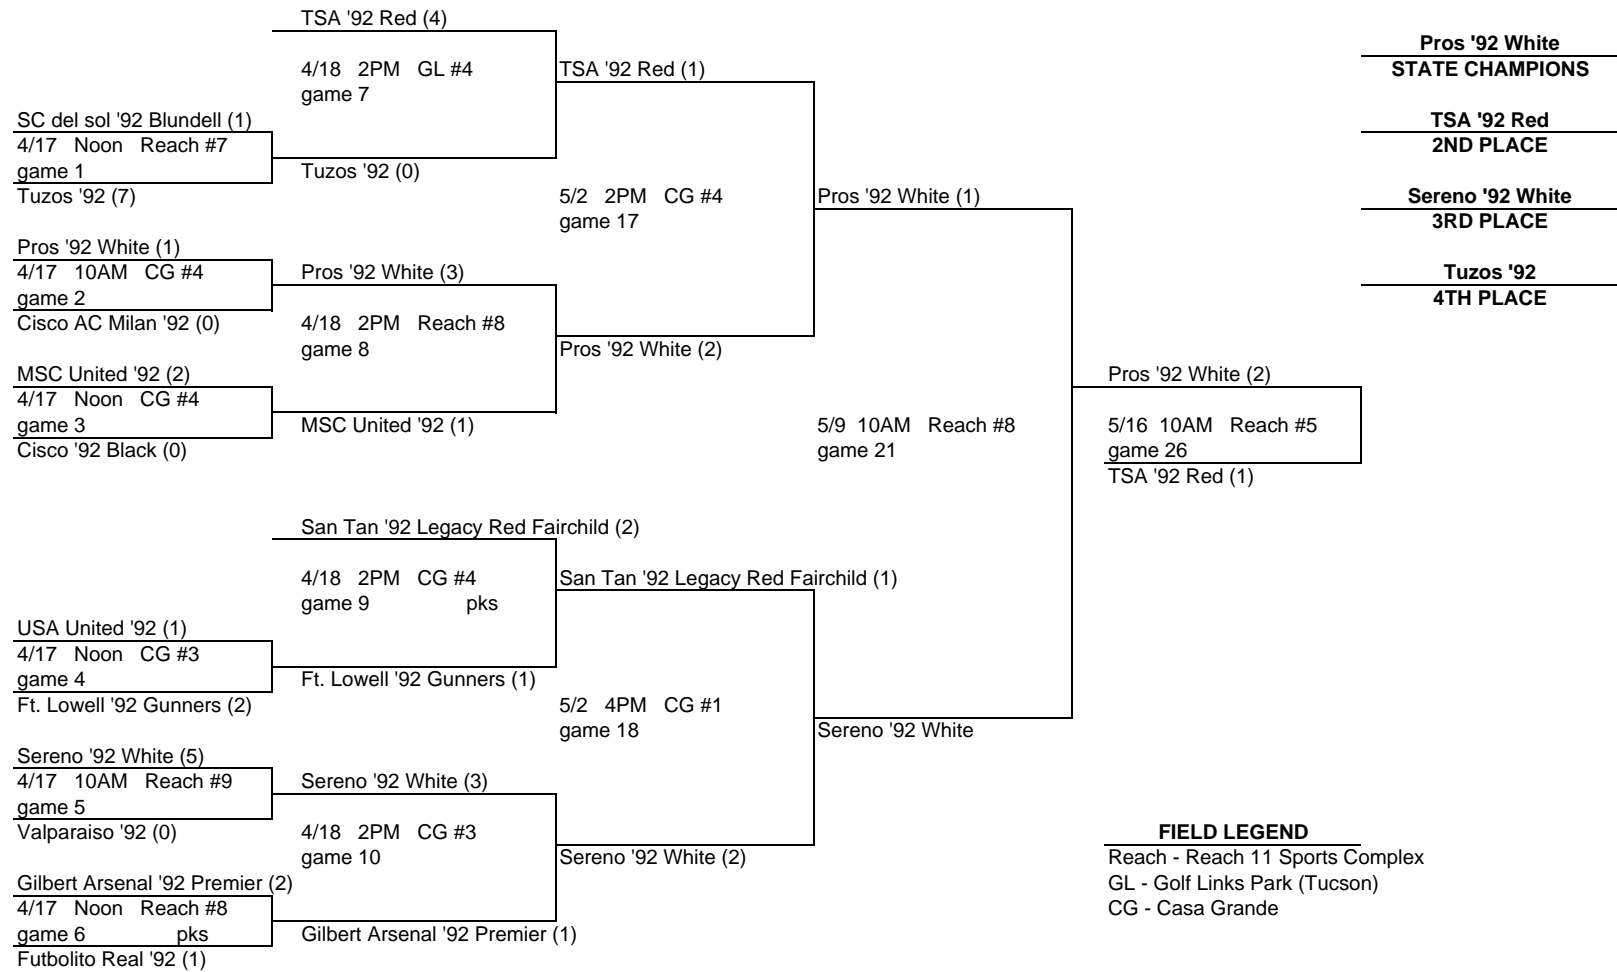 TSA '92 Red (4)
4/18 2PM GL #4
game 7
SC del sol '92 Blundell (1)
4/17 Noon Reach #7
game 1
Tuzos '92 (7)
Tuzos '92 (0)
TSA '92 Red (1)
5/2 2PM CG #4
game 17
Pros '92 White (1)
4/17 10AM CG #4
game 2
Cisco AC Milan '92 (0)
Pros '92 White (3)
4/18 2PM Reach #8
game 8
MSC United '92 (2)
4/17 Noon CG #4
game 3
Cisco '92 Black (0)
MSC United '92 (1)
Pros '92 White (2)
Pros '92 White (1)
5/9 10AM Reach #8
game 21
San Tan '92 Legacy Red Fairchild (2)
4/18 2PM CG #4
game 9 pks
USA United '92 (1)
4/17 Noon CG #3
game 4
Ft. Lowell '92 Gunners (2)
Ft. Lowell '92 Gunners (1)
San Tan '92 Legacy Red Fairchild (1)
5/2 4PM CG #1
game 18
Sereno '92 White (5)
4/17 10AM Reach #9
game 5
Valparaiso '92 (0)
Sereno '92 White (3)
4/18 2PM CG #3
game 10
Gilbert Arsenal '92 Premier (2)
4/17 Noon Reach #8
game 6 pks
Futbolito Real '92 (1)
Gilbert Arsenal '92 Premier (1)
Sereno '92 White (2)
Sereno '92 White
Pros '92 White (2)
5/16 10AM Reach #5
game 26
TSA '92 Red (1)
Pros '92 White
STATE CHAMPIONS
TSA '92 Red
2ND PLACE
Sereno '92 White
3RD PLACE
Tuzos '92
4TH PLACE
FIELD LEGEND
Reach - Reach 11 Sports Complex
GL - Golf Links Park (Tucson)
CG - Casa Grande